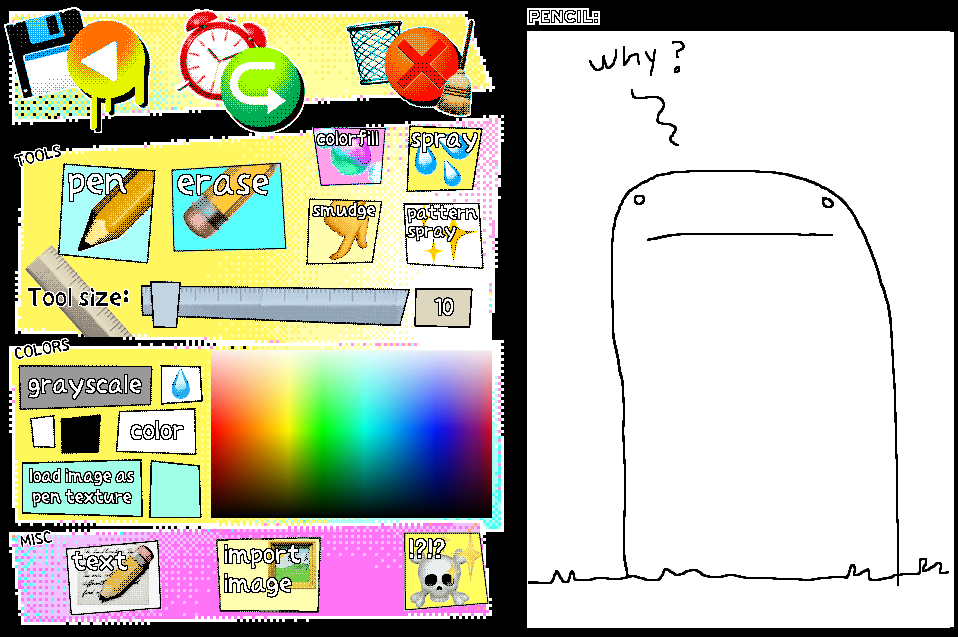 PENCIL:
why?
TOOLS
pen
erase
colorfill
spray
smudge
pattern
spray
Tool size:
10
COLORS
grayscale
color
load image as
pen texture
MISC
text
import
image
!?!?